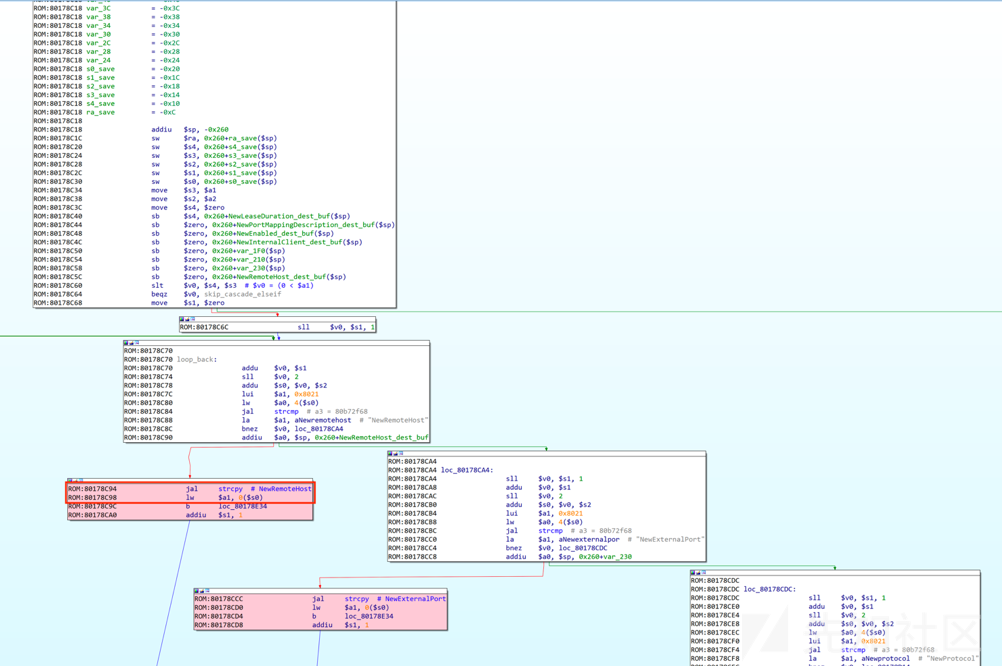 ROM:80178C18 var_3C = -0x3C
ROM:80178C18 var_38 = -0x38
ROM:80178C18 var_34 = -0x34
ROM:80178C18 var_30 = -0x30
ROM:80178C18 var_2C = -0x2C
ROM:80178C18 var_28 = -0x28
ROM:80178C18 var_24 = -0x24
ROM:80178C18 s0_save = -0x20
ROM:80178C18 s1_save = -0x1C
ROM:80178C18 s2_save = -0x18
ROM:80178C18 s3_save = -0x14
ROM:80178C18 s4_save = -0x10
ROM:80178C18 ra_save = -0xC
ROM:80178C18
ROM:80178C18 addiu $sp, -0x260
ROM:80178C1C sw $ra, 0x260+ra_save($sp)
ROM:80178C20 sw $s4, 0x260+s4_save($sp)
ROM:80178C24 sw $s3, 0x260+s3_save($sp)
ROM:80178C28 sw $s2, 0x260+s2_save($sp)
ROM:80178C2C sw $s1, 0x260+s1_save($sp)
ROM:80178C30 sw $s0, 0x260+s0_save($sp)
ROM:80178C34 move $s3, $a1
ROM:80178C38 move $s2, $a2
ROM:80178C3C move $s4, $zero
ROM:80178C40 sb $s4, 0x260+NewLeaseDuration_dest_buf($sp)
ROM:80178C44 sb $zero, 0x260+NewPortMappingDescription_dest_buf($sp)
ROM:80178C48 sb $zero, 0x260+NewEnabled_dest_buf($sp)
ROM:80178C4C sb $zero, 0x260+NewInternalClient_dest_buf($sp)
ROM:80178C50 sb $zero, 0x260+var_1F0($sp)
ROM:80178C54 sb $zero, 0x260+var_210($sp)
ROM:80178C58 sb $zero, 0x260+var_230($sp)
ROM:80178C5C sb $zero, 0x260+NewRemoteHost_dest_buf($sp)
ROM:80178C60 slt $v0, $s4, $s3 # $v0 = (0 < $a1)
ROM:80178C64 beqz $v0, skip_cascade_elseif
ROM:80178C68 move $s1, $zero
ROM:80178C6C sll $v0, $s1, 1
ROM:80178C70
ROM:80178C70 loop_back:
ROM:80178C70 addu $v0, $s1
ROM:80178C74 sll $v0, 2
ROM:80178C78 addu $s0, $v0, $s2
ROM:80178C7C lui $a1, 0x8021
ROM:80178C80 lw $a0, 4($s0)
ROM:80178C84 jal strcmp # a3 = 80b72f68
ROM:80178C88 la $a1, aNewremotehost # "NewRemoteHost"
ROM:80178C8C bnez $v0, loc_80178CA4
ROM:80178C90 addiu $a0, $sp, 0x260+NewRemoteHost_dest_buf
ROM:80178C94 jal strcpy # NewRemoteHost
ROM:80178C98 lw $a1, 0($s0)
ROM:80178C9C b loc_80178E34
ROM:80178CA0 addiu $s1, 1
ROM:80178CA4
ROM:80178CA4 loc_80178CA4:
ROM:80178CA4 sll $v0, $s1, 1
ROM:80178CA8 addu $v0, $s1
ROM:80178CAC sll $v0, 2
ROM:80178CB0 addu $s0, $v0, $s2
ROM:80178CB4 lui $a1, 0x8021
ROM:80178CB8 lw $a0, 4($s0)
ROM:80178CBC jal strcmp # a3 = 80b72f68
ROM:80178CC0 la $a1, aNewexternalpor # "NewExternalPort"
ROM:80178CC4 bnez $v0, loc_80178CDC
ROM:80178CC8 addiu $a0, $sp, 0x260+var_230
ROM:80178CCC jal strcpy # NewExternalPort
ROM:80178CD0 lw $a1, 0($s0)
ROM:80178CD4 b loc_80178E34
ROM:80178CD8 addiu $s1, 1
ROM:80178CDC
ROM:80178CDC loc_80178CDC:
ROM:80178CDC sll $v0, $s1, 1
ROM:80178CE0 addu $v0, $s1
ROM:80178CE4 sll $v0, 2
ROM:80178CE8 addu $s0, $v0, $s2
ROM:80178CEC lw $a0, 4($s0)
ROM:80178CF0 lui $a1, 0x8021
ROM:80178CF4 jal strcmp # a3 = 80b72f68
ROM:80178CF8 la $a1, aNewprotocol # "NewProtocol"